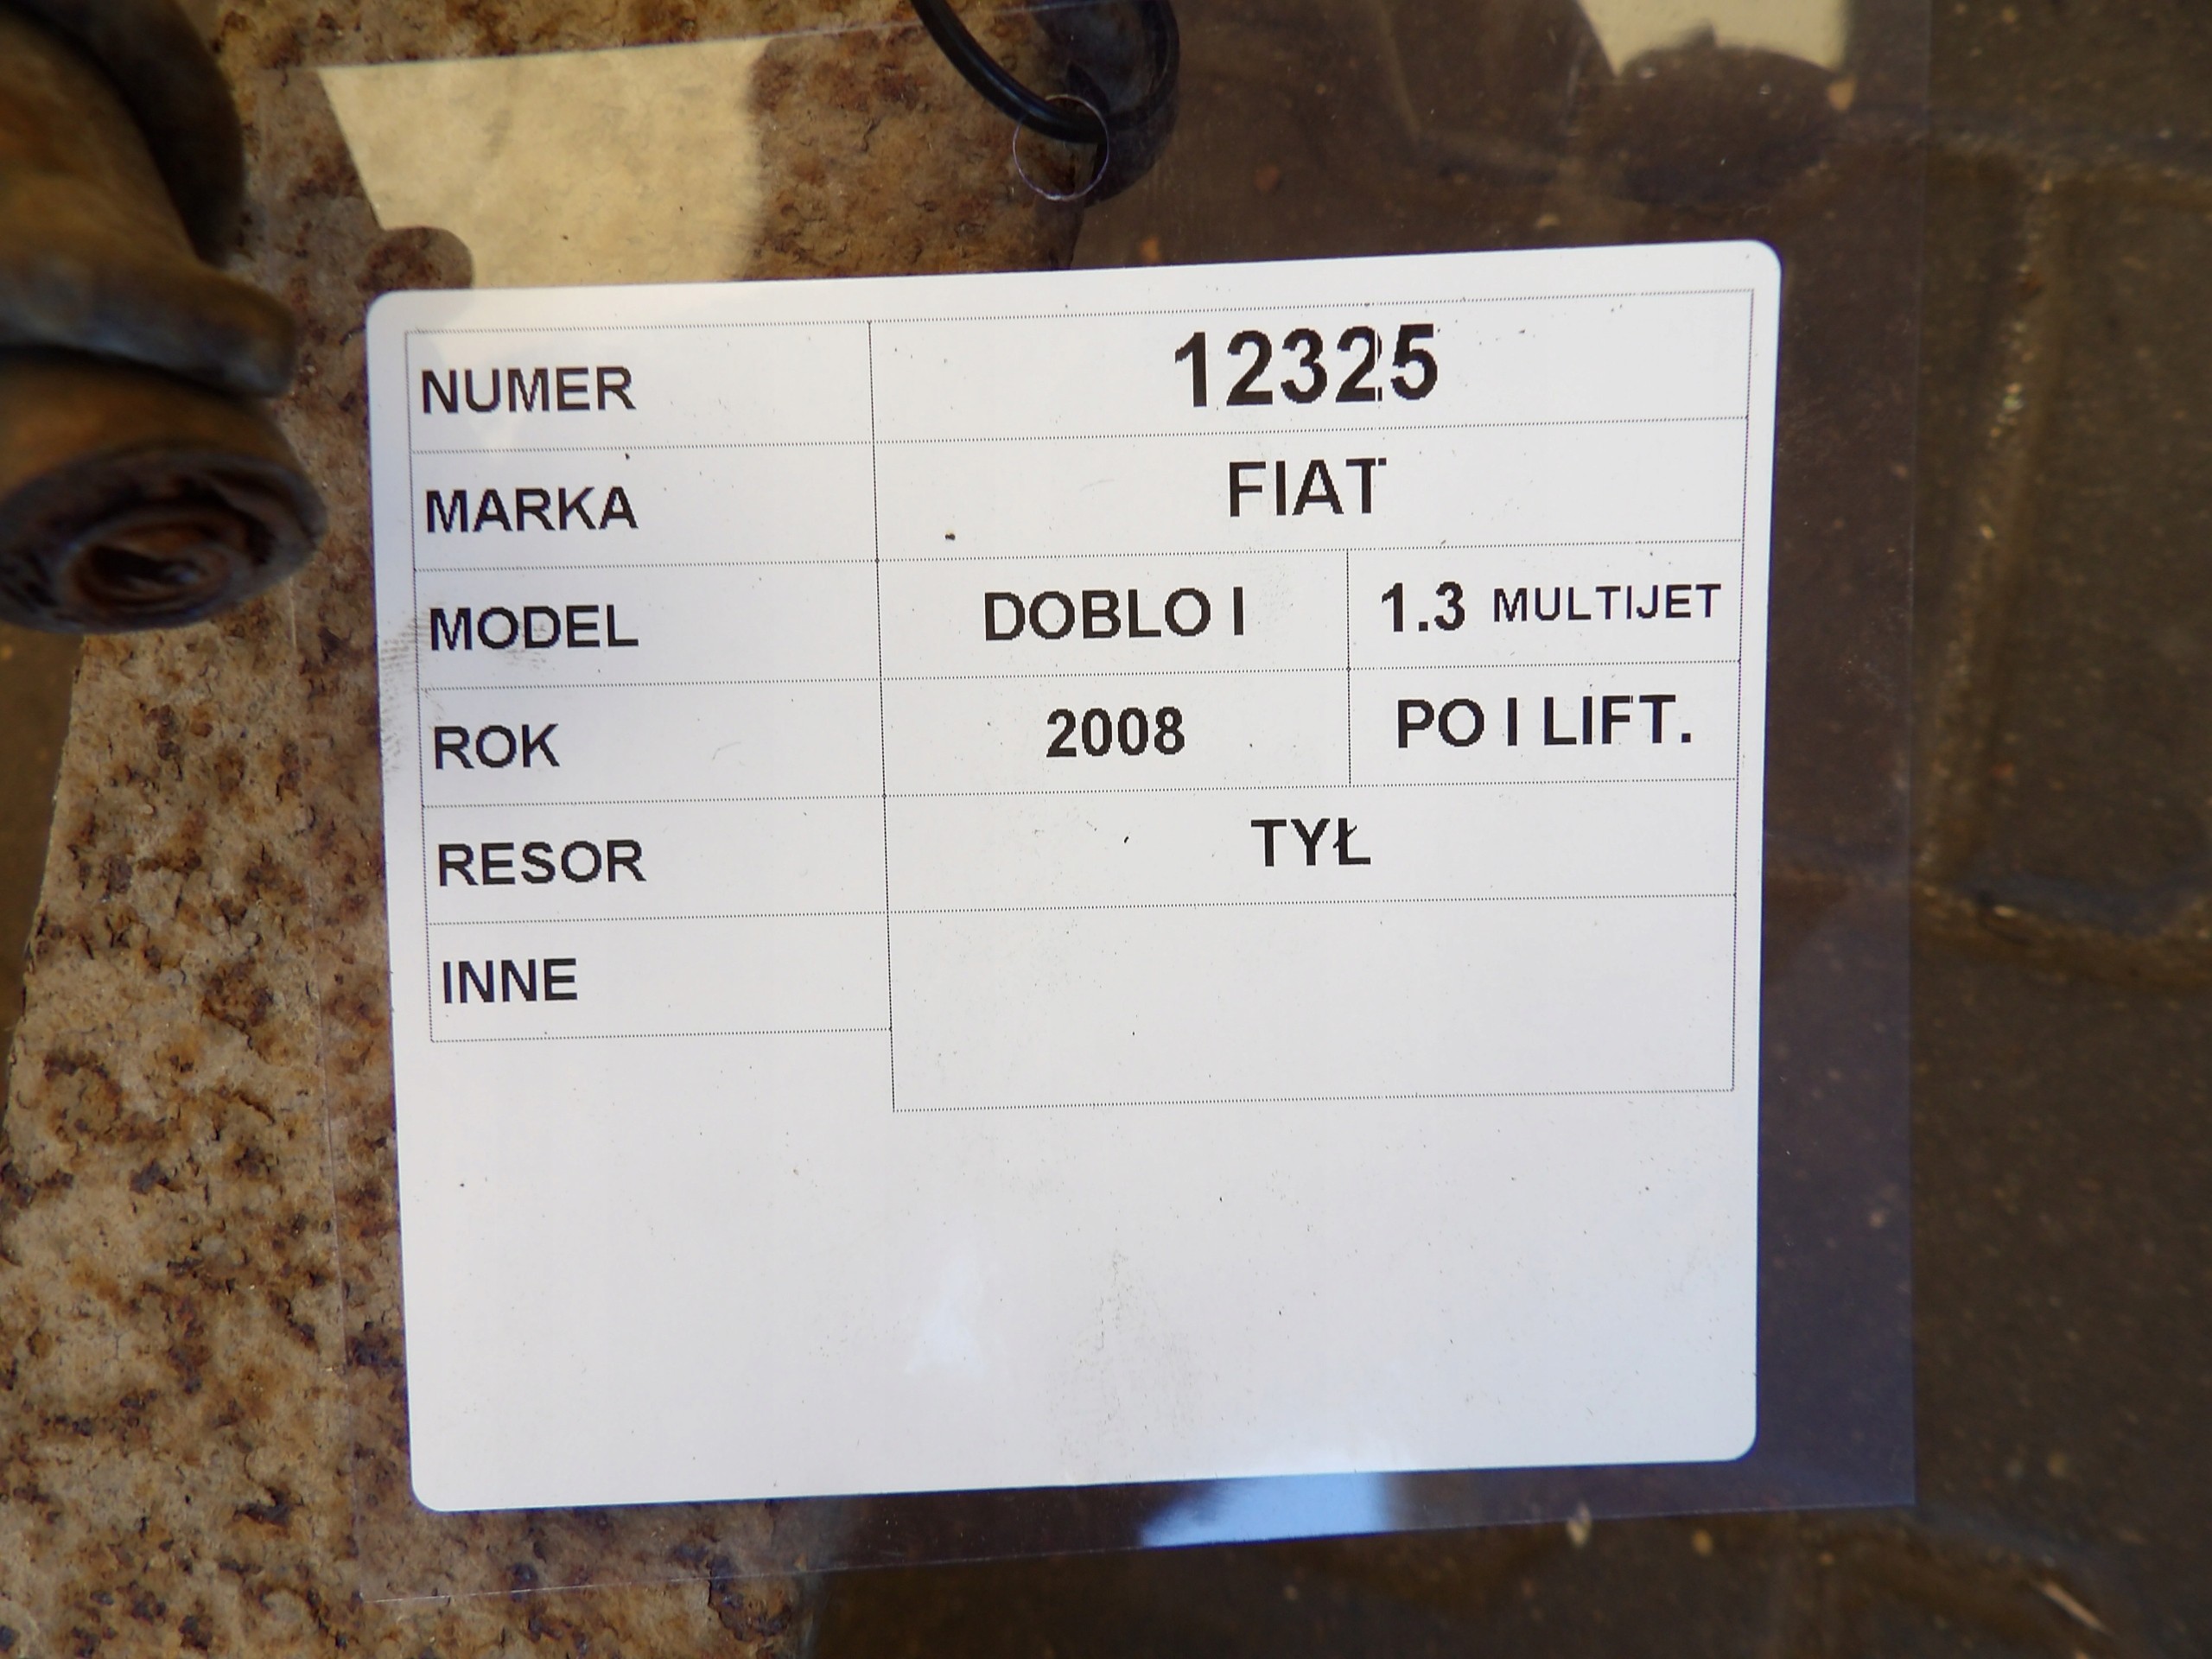 NUMER 12325
MARKA FIAT
MODEL DOBLO I 1.3 MULTIJET
ROK 2008 PO I LIFT.
RESOR TYŁ
INNE